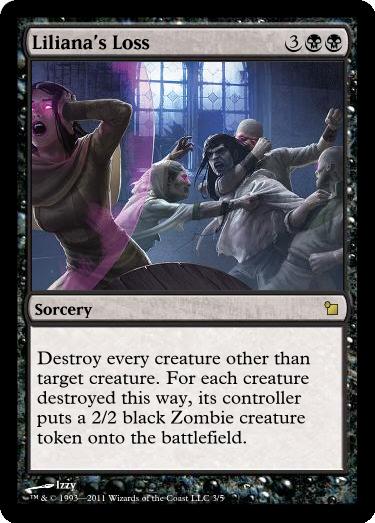 Liliana's Loss 3
Sorcery
Destroy every creature other than
target creature. For each creature
destroyed this way, its controller
puts a 2/2 black Zombie creature
token onto the battlefield.
Izzy
™ & © 1993—2011 Wizards of the Coast LLC 3/5